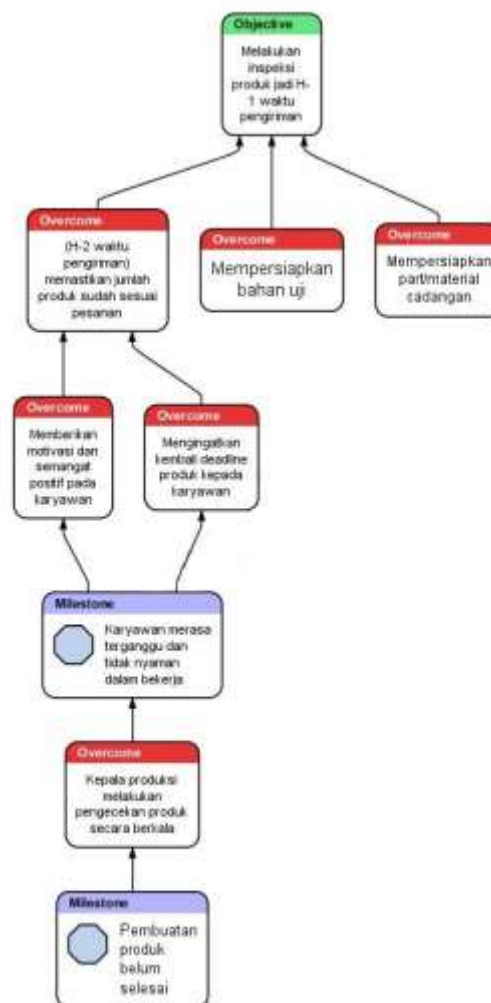 Objective
Melakukan
inspeksi
produk jadi H-
1 waktu
pengiriman
Overcome
(H-2 waktu
pengiriman)
memastikan jumlah
produk sudah sesuai
pesanan
Overcome
Mempersiapkan
bahan uji
Overcome
Mempersiapkan
part/material
cadangan
Overcome
Memberikan
motivasi dan
semangat
positif pada
karyawan
Overcome
Mengingatkan
kembali deadline
produk kepada
karyawan
Milestone
Karyawan merasa
terganggu dan
tidak nyaman
dalam bekerja
Overcome
Kepala produksi
melakukan
pengecekan produk
secara berkala
Milestone
Pembuatan
produk
belum
selesai